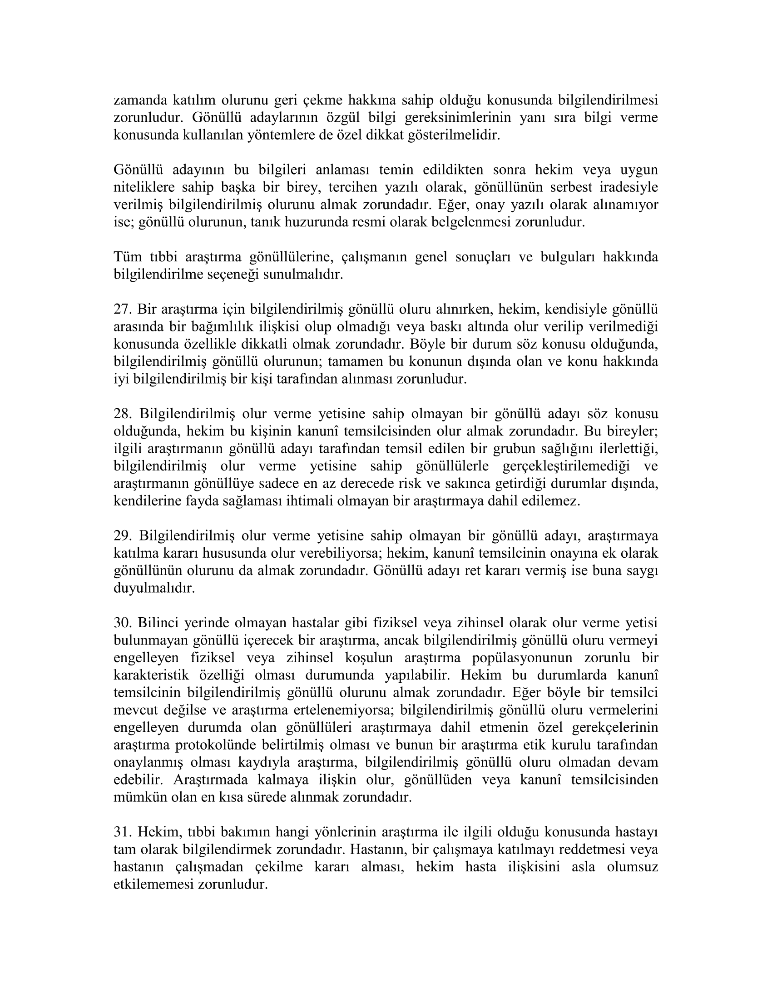 zamanda katılım olurunu geri çekme hakkına sahip olduğu konusunda bilgilendirilmesi
zorunludur. Gönüllü adaylarının özgül bilgi gereksinimlerinin yanı sıra bilgi verme
konusunda kullanılan yöntemlere de özel dikkat gösterilmelidir.
Gönüllü adayının bu bilgileri anlaması temin edildikten sonra hekim veya uygun
niteliklere sahip başka bir birey, tercihen yazılı olarak, gönüllünün serbest iradesiyle
verilmiş bilgilendirilmiş olurunu almak zorundadır. Eğer, onay yazılı olarak alınamıyor
ise; gönüllü olurunun, tanık huzurunda resmi olarak belgelenmesi zorunludur.
Tüm tıbbi araştırma gönüllülerine, çalışmanın genel sonuçları ve bulguları hakkında
bilgilendirilme seçeneği sunulmalıdır.
27. Bir araştırma için bilgilendirilmiş gönüllü oluru alınırken, hekim, kendisiyle gönüllü
arasında bir bağımlılık ilişkisi olup olmadığı veya baskı altında olur verilip verilmediği
konusunda özellikle dikkatli olmak zorundadır. Böyle bir durum söz konusu olduğunda,
bilgilendirilmiş gönüllü olurunun; tamamen bu konunun dışında olan ve konu hakkında
iyi bilgilendirilmiş bir kişi tarafından alınması zorunludur.
28. Bilgilendirilmiş olur verme yetisine sahip olmayan bir gönüllü adayı söz konusu
olduğunda, hekim bu kişinin kanunî temsilcisinden olur almak zorundadır. Bu bireyler;
ilgili araştırmanın gönüllü adayı tarafından temsil edilen bir grubun sağlığını ilerlettiği,
bilgilendirilmiş olur verme yetisine sahip gönüllülerle gerçekleştirilemediği ve
araştırmanın gönüllüye sadece en az derecede risk ve sakınca getirdiği durumlar dışında,
kendilerine fayda sağlaması ihtimali olmayan bir araştırmaya dahil edilemez.
29. Bilgilendirilmiş olur verme yetisine sahip olmayan bir gönüllü adayı, araştırmaya
katılma kararı hususunda olur verebiliyorsa; hekim, kanunî temsilcinin onayına ek olarak
gönüllünün olurunu da almak zorundadır. Gönüllü adayı ret kararı vermiş ise buna saygı
duyulmalıdır.
30. Bilinci yerinde olmayan hastalar gibi fiziksel veya zihinsel olarak olur verme yetisi
bulunmayan gönüllü içerecek bir araştırma, ancak bilgilendirilmiş gönüllü oluru vermeyi
engelleyen fiziksel veya zihinsel koşulun araştırma popülasyonunun zorunlu bir
karakteristik özelliği olması durumunda yapılabilir. Hekim bu durumlarda kanunî
temsilcinin bilgilendirilmiş gönüllü olurunu almak zorundadır. Eğer böyle bir temsilci
mevcut değilse ve araştırma ertelenemiyorsa; bilgilendirilmiş gönüllü oluru vermelerini
engelleyen durumda olan gönüllüleri araştırmaya dahil etmenin özel gerekçelerinin
araştırma protokolünde belirtilmiş olması ve bunun bir araştırma etik kurulu tarafından
onaylanmış olması kaydıyla araştırma, bilgilendirilmiş gönüllü oluru olmadan devam
edebilir. Araştırmada kalmaya ilişkin olur, gönüllüden veya kanunî temsilcisinden
mümkün olan en kısa sürede alınmak zorundadır.
31. Hekim, tıbbi bakımın hangi yönlerinin araştırma ile ilgili olduğu konusunda hastayı
tam olarak bilgilendirmek zorundadır. Hastanın, bir çalışmaya katılmayı reddetmesi veya
hastanın çalışmadan çekilme kararı alması, hekim hasta ilişkisini asla olumsuz
etkilememesi zorunludur.